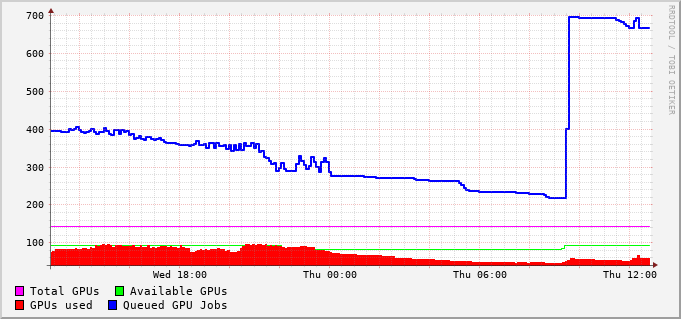 700
600
500
400
300
200
100
Wed 18:00 Thu 00:00 Thu 06:00 Thu 12:00
Total GPUs Available GPUs
GPUs used Queued GPU Jobs
RRDTOOL / TOBI OETIKER